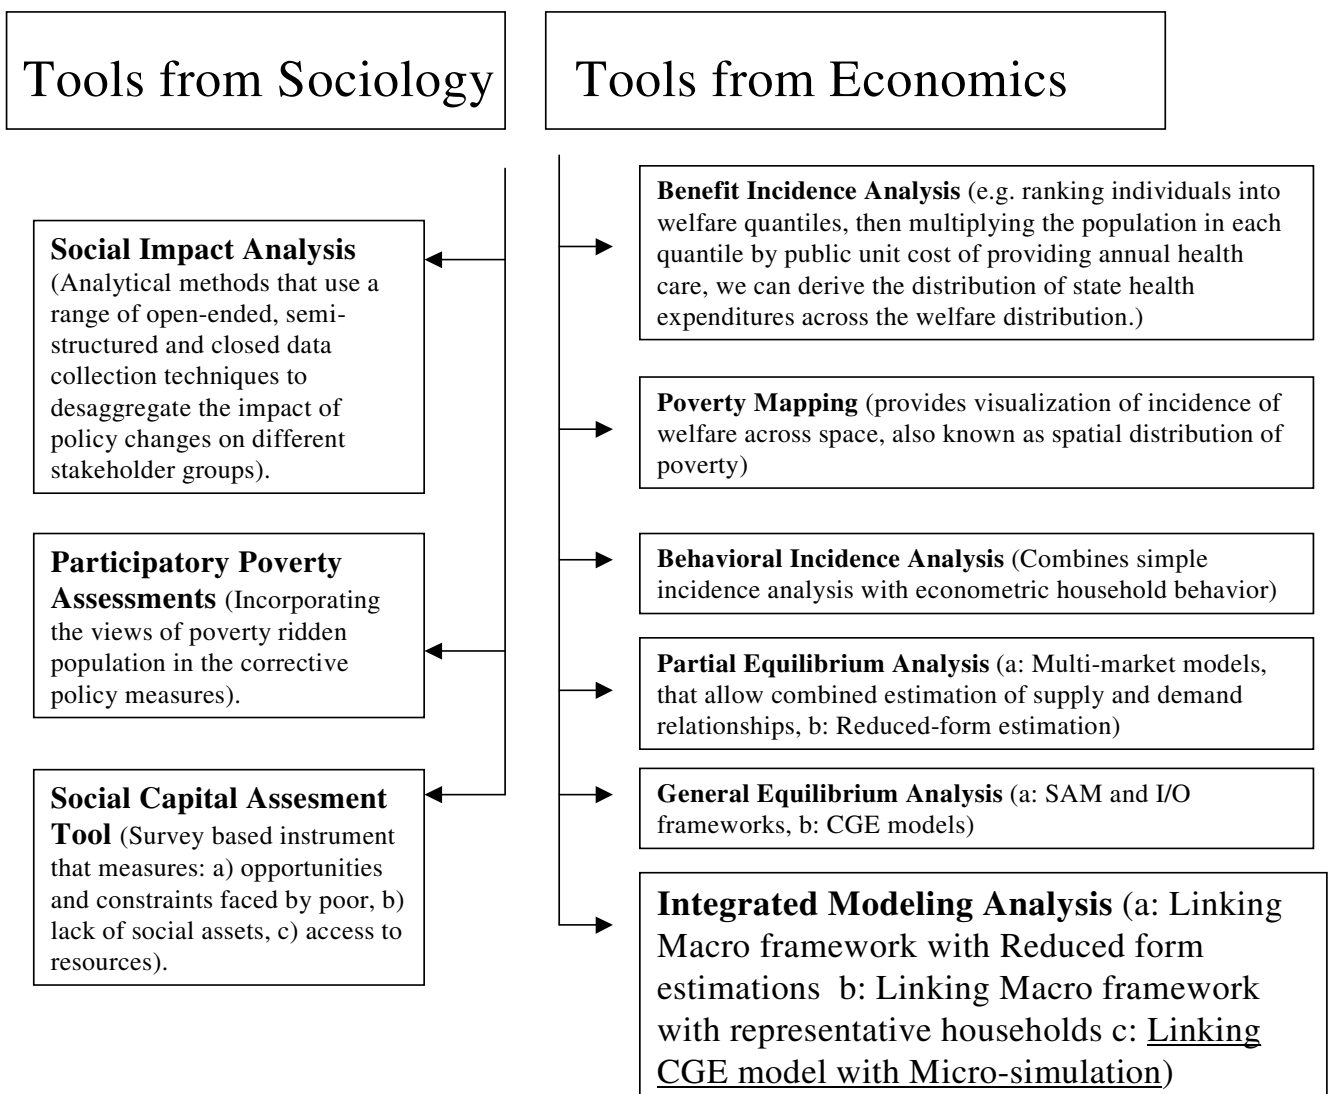 Tools from Sociology
Tools from Economics
Social Impact Analysis
(Analytical methods that use a
range of open-ended, semi-
structured and closed data
collection techniques to
desaggregate the impact of
policy changes on different
stakeholder groups).
Participatory Poverty
Assessments (Incorporating
the views of poverty ridden
population in the corrective
policy measures).
Social Capital Assesment
Tool (Survey based instrument
that measures: a) opportunities
and constraints faced by poor, b)
lack of social assets, c) access to
resources).
Benefit Incidence Analysis (e.g. ranking individuals into
welfare quantiles, then multiplying the population in each
quantile by public unit cost of providing annual health
care, we can derive the distribution of state health
expenditures across the welfare distribution.)
Poverty Mapping (provides visualization of incidence of
welfare across space, also known as spatial distribution of
poverty)
Behavioral Incidence Analysis (Combines simple
incidence analysis with econometric household behavior)
Partial Equilibrium Analysis (a: Multi-market models,
that allow combined estimation of supply and demand
relationships, b: Reduced-form estimation)
General Equilibrium Analysis (a: SAM and I/O
frameworks, b: CGE models)
Integrated Modeling Analysis (a: Linking
Macro framework with Reduced form
estimations  b: Linking Macro framework
with representative households c: Linking
CGE model with Micro-simulation)